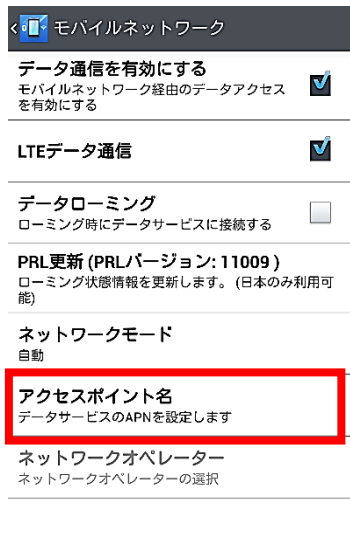 モバイルネットワーク
データ通信を有効にする
モバイルネットワーク経由のデータアクセス
を有効にする
LTEデータ通信
データローミング
ローミング時にデータサービスに接続する
PRL更新 (PRLバージョン: 11009 )
ローミング状態情報を更新します。 (日本のみ利用可
能)
ネットワークモード
自動
アクセスポイント名
データサービスのAPNを設定します
ネットワークオペレーター
ネットワークオペレーターの選択